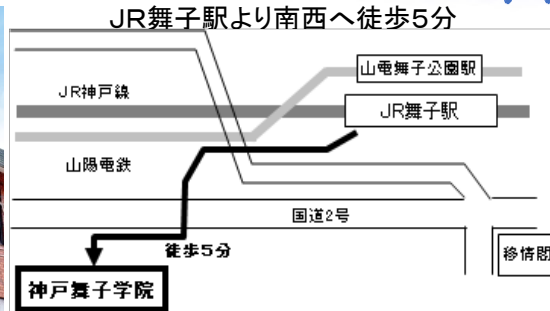 JR舞子駅より南西へ徒歩5分
山電舞子公園駅
JR神戸線
JR舞子駅
山陽電鉄
国道2号
徒歩5分
移情閣
神戸舞子学院